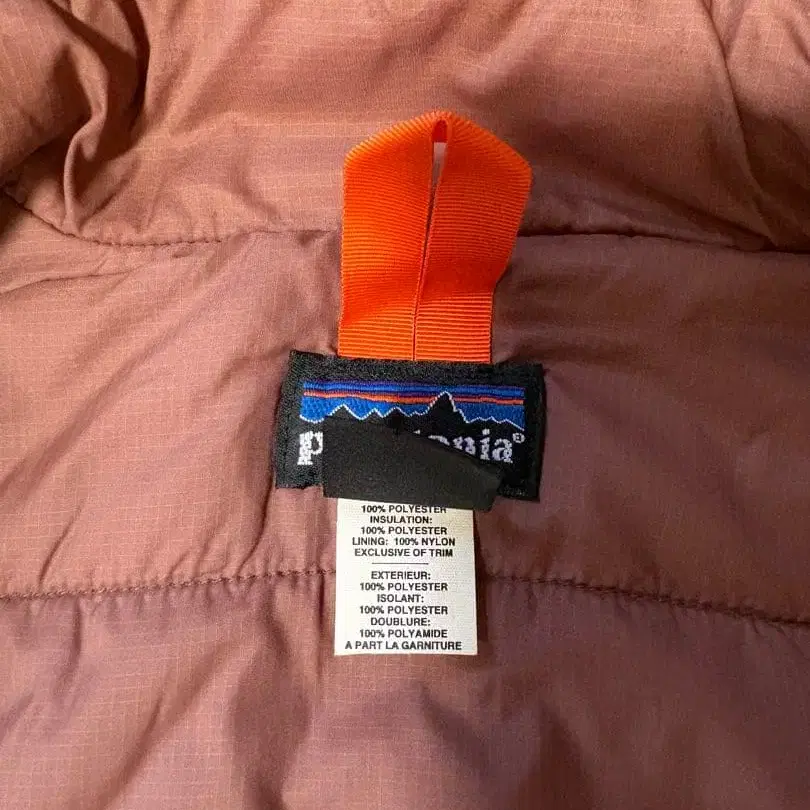 100% POLYESTER
INSULATION:
100% POLYESTER
LINING: 100% NYLON
EXCLUSIVE OF TRIM
EXTERIEUR:
100% POLYESTER
ISOLANT:
100% POLYESTER
DOUBLURE:
100% POLYAMIDE
A PART LA GARNITURE